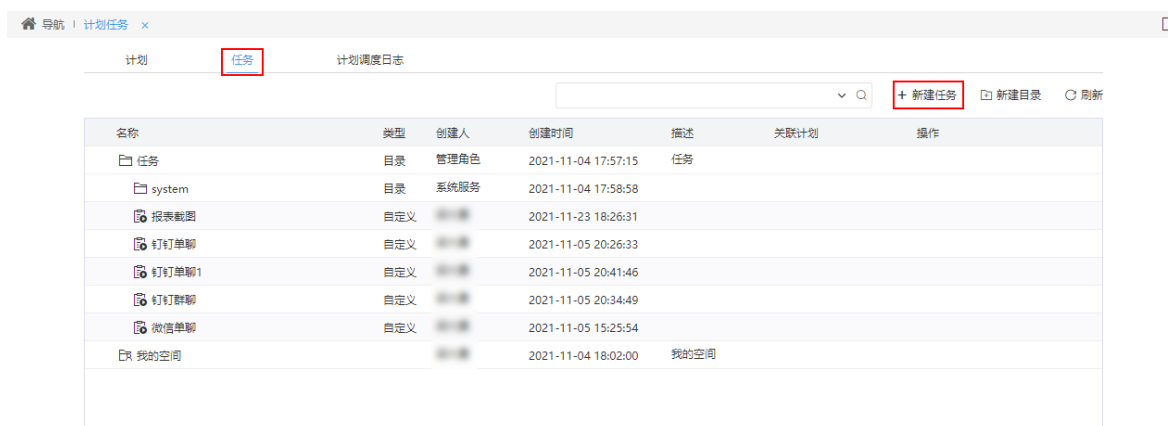 导航 计划任务 ×
计划 任务 计划调度日志
+ 新建任务 新建目录 刷新
名称 类型 创建人 创建时间 描述 关联计划 操作
任务 目录 管理角色 2021-11-04 17:57:15 任务
system 目录 系统服务 2021-11-04 17:58:58
报表截图 自定义 2021-11-23 18:26:31
钉钉单聊 自定义 2021-11-05 20:26:33
钉钉单聊1 自定义 2021-11-05 20:41:46
钉钉群聊 自定义 2021-11-05 20:34:49
微信单聊 自定义 2021-11-05 15:25:54
我的空间 2021-11-04 18:02:00 我的空间